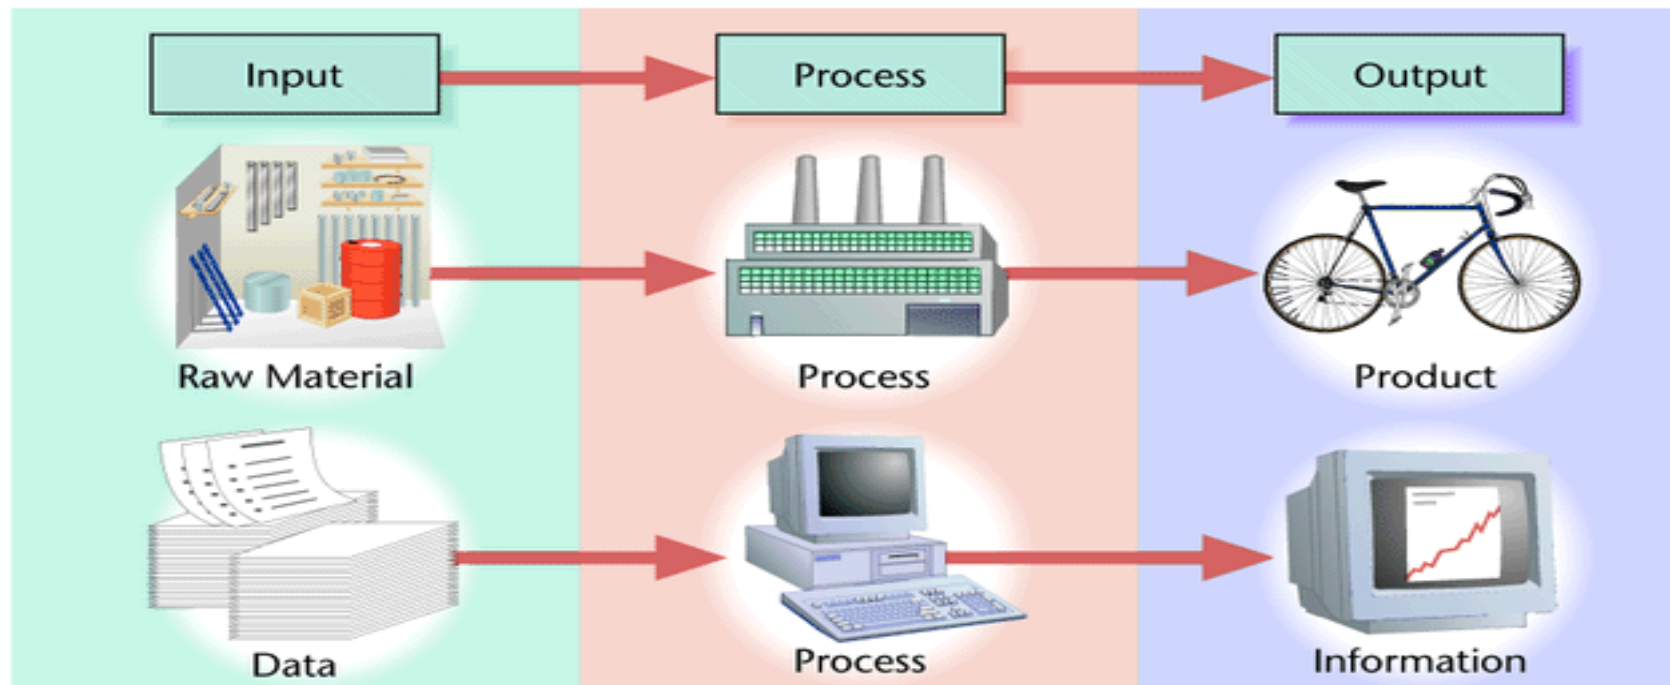 Input
Process
Output
Raw Material
Process
Product
Data
Process
Information